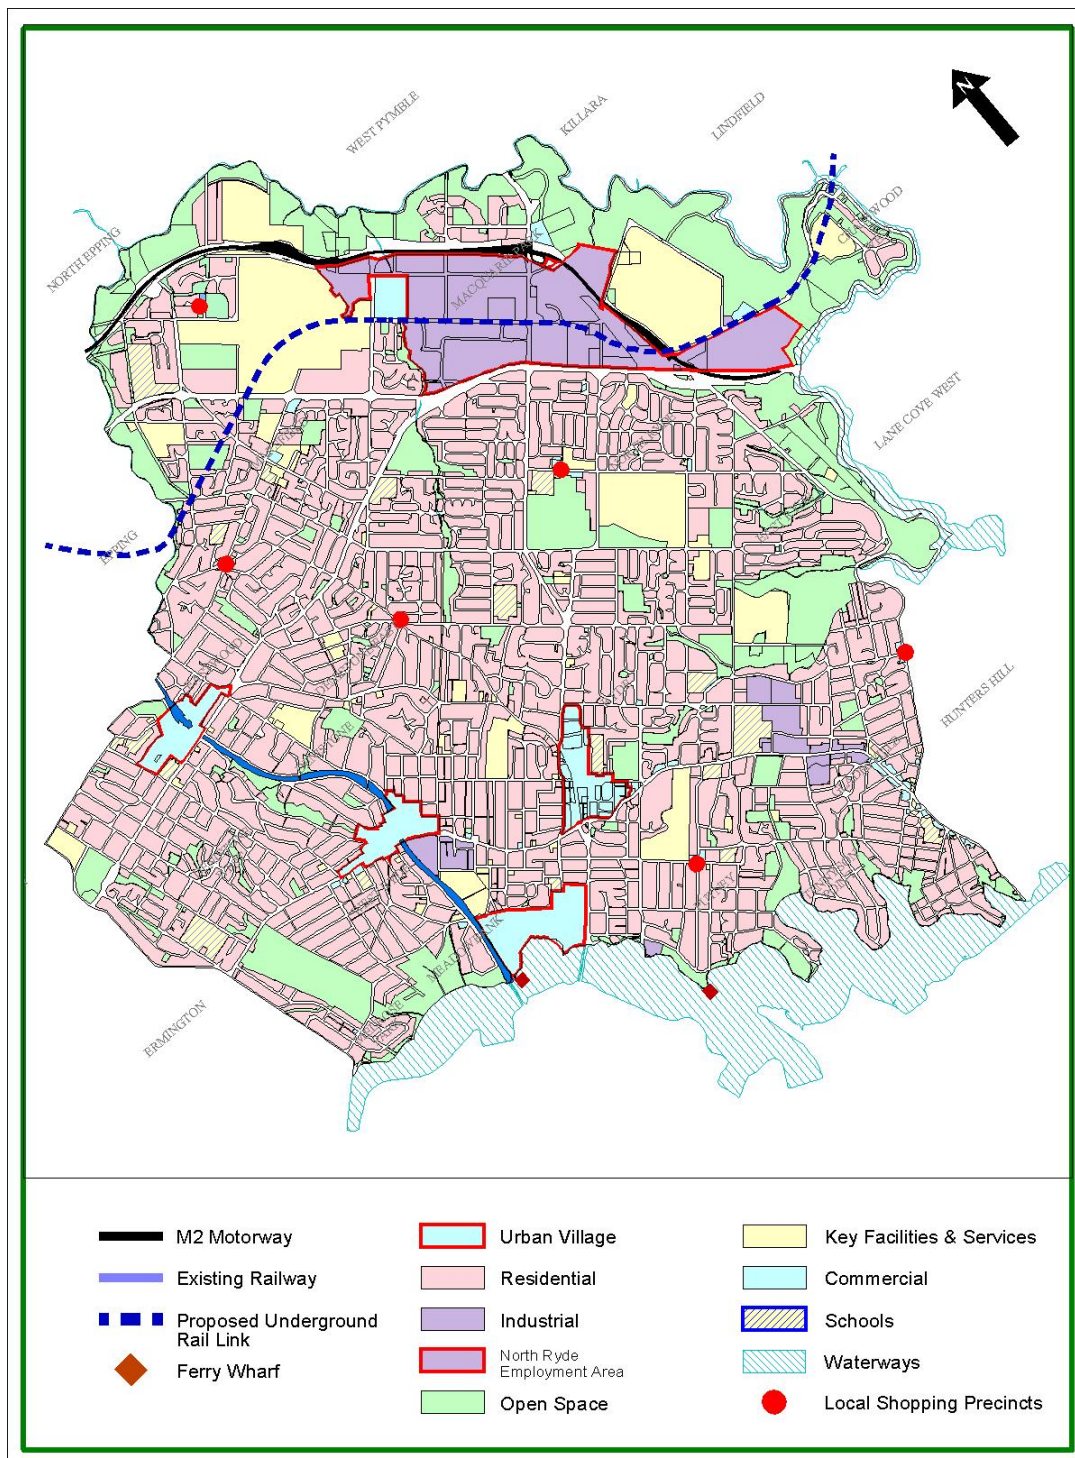 N
WEST PYMBLE
KILLARA
LINDFIELD
NORTH EPPING
CHATSWOOD
MACQUARIE PARK
LANE COVE WEST
EPPING
HUNTERS HILL
ERMINGTON
M2 Motorway
Existing Railway
Proposed Underground
Rail Link
Ferry Wharf
Urban Village
Residential
Industrial
North Ryde
Employment Area
Open Space
Key Facilities & Services
Commercial
Schools
Waterways
Local Shopping Precincts